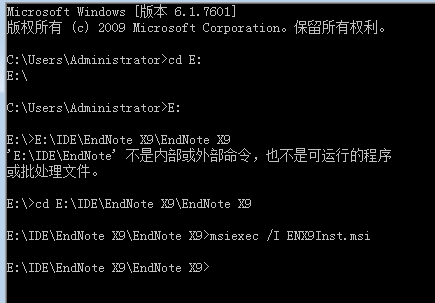 Microsoft Windows [版本 6.1.7601]
版权所有 (c) 2009 Microsoft Corporation。保留所有权利。
C:\Users\Administrator>cd E:
E:\
C:\Users\Administrator>E:
E:\>E:\IDE\EndNote X9\EndNote X9
'E:\IDE\EndNote' 不是内部或外部命令，也不是可运行的程序
或批处理文件。
E:\>cd E:\IDE\EndNote X9\EndNote X9
E:\IDE\EndNote X9\EndNote X9>msiexec /I ENX9Inst.msi
E:\IDE\EndNote X9\EndNote X9>